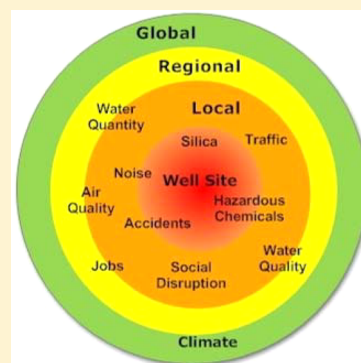 Global
Regional
Water
Quantity
Local
Silica
Traffic
Noise
Well Site
Air
Quality
Hazardous
Chemicals
Accidents
Jobs
Social
Disruption
Water
Quality
Climate